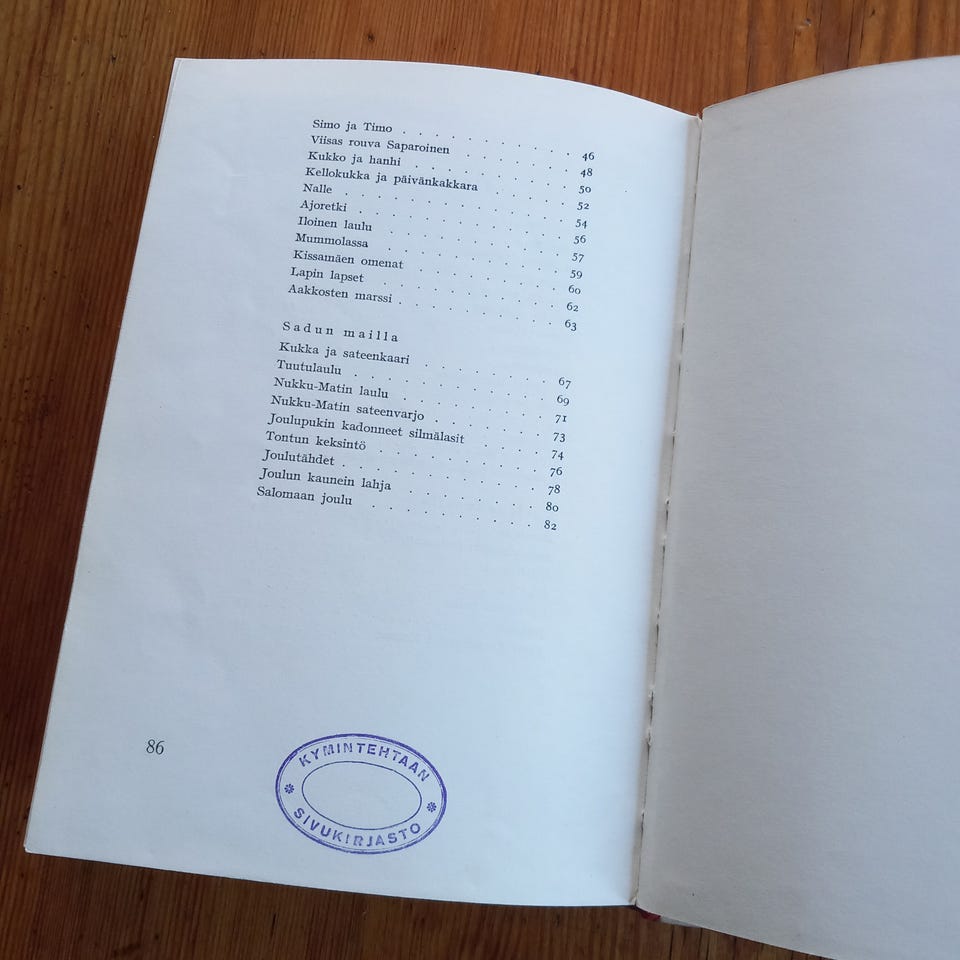 Simo ja Timo . . . . . . . . . . 46
Viisas rouva Saparoinen . . . . . . . 48
Kukko ja hanhi . . . . . . . . . . 50
Kellokukka ja päivänkakkara . . . . . . 52
Nalle . . . . . . . . . . . . 54
Ajoretki . . . . . . . . . . . . 56
Iloinen laulu . . . . . . . . . . . 57
Mummolassa . . . . . . . . . . . 59
Kissamäen omenat . . . . . . . . . 60
Lapin lapset . . . . . . . . . . . 62
Aakkosten marssi . . . . . . . . . . 63
Sadun mailla
Kukka ja sateenkaari . . . . . . . . 67
Tuutulaulu . . . . . . . . . . . 69
Nukku-Matin laulu . . . . . . . . . 71
Nukku-Matin sateenvarjo . . . . . . . 73
Joulupukin kadonneet silmälasit . . . . . 74
Tontun keksintö . . . . . . . . . . 76
Joulutähdet . . . . . . . . . . . 78
Joulun kaunein lahja . . . . . . . . 80
Salomaan joulu . . . . . . . . . . 82
86
KYMINTEHTAAN
SIVUKIRJASTO